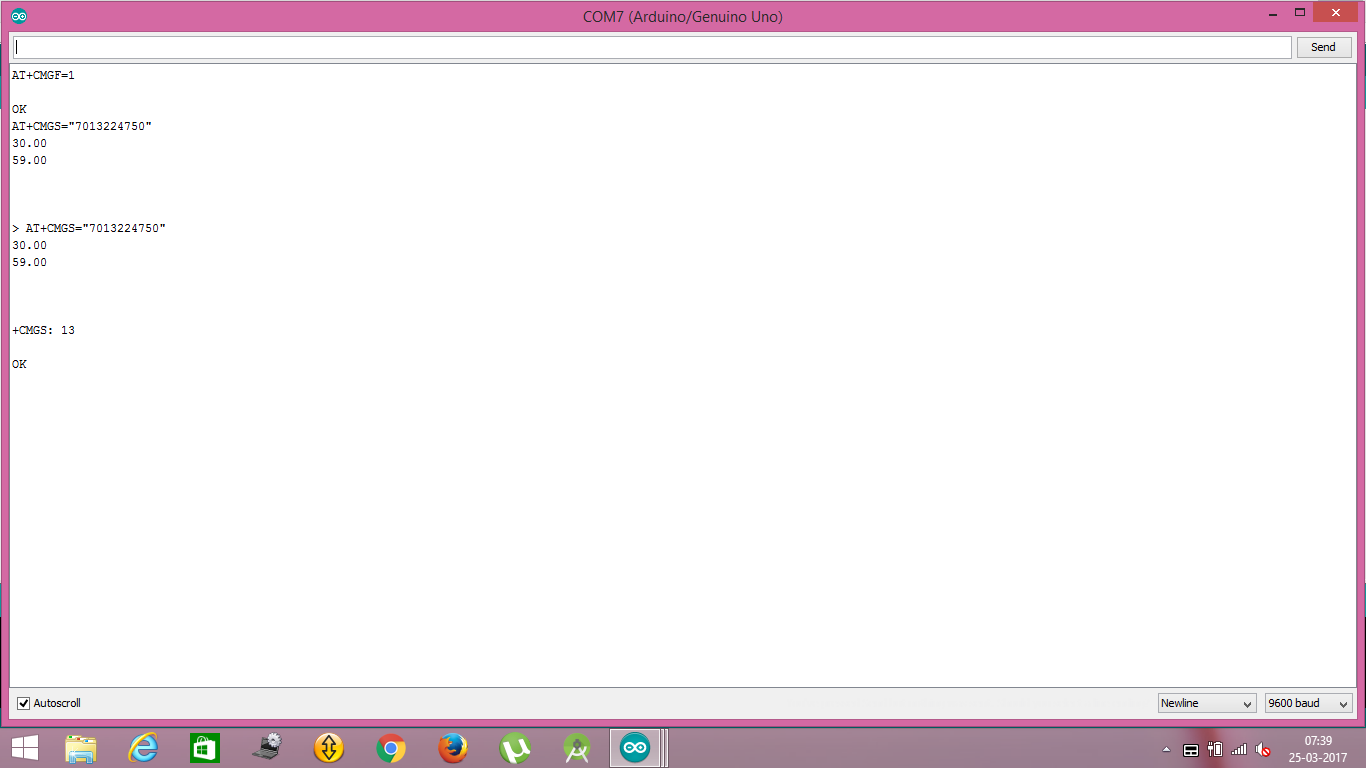 COM7 (Arduino/Genuino Uno)
Send
AT+CMGF=1
OK
AT+CMGS="7013224750"
30.00
59.00
> AT+CMGS="7013224750"
30.00
59.00
+CMGS: 13
OK
Autoscroll
Newline
9600 baud
07:39
25-03-2017